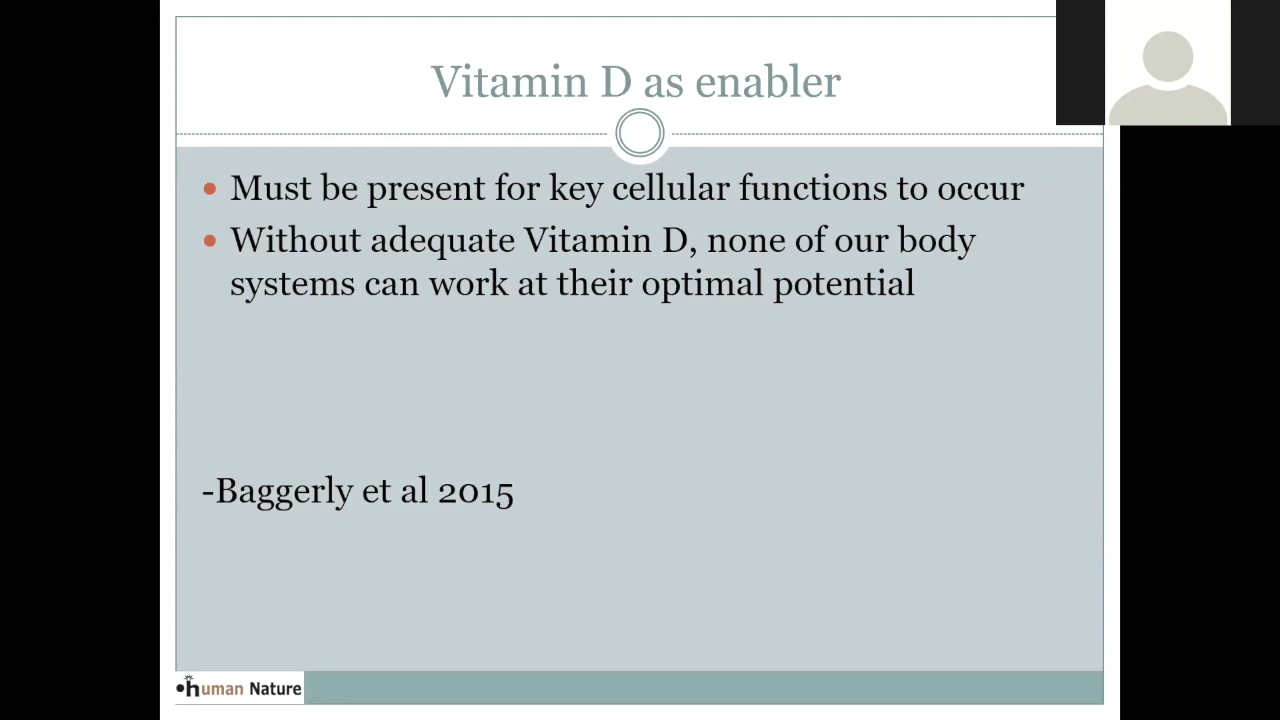 Vitamin D as enabler
• Must be present for key cellular functions to occur
• Without adequate Vitamin D, none of our body
systems can work at their optimal potential
-Baggerly et al 2015
human Nature